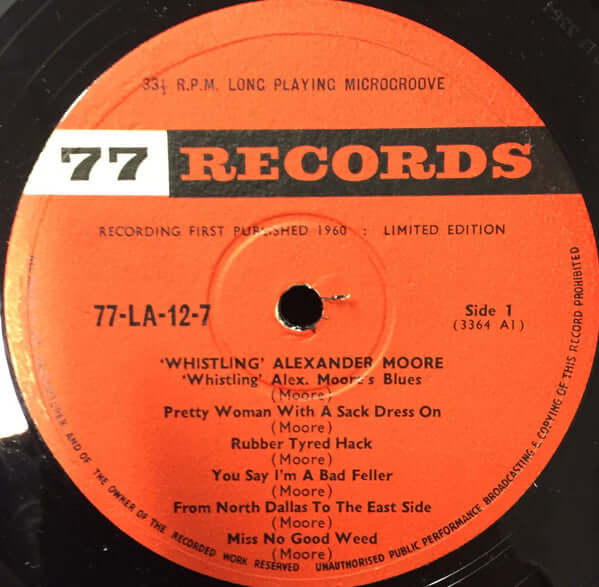 33⅓ R.P.M. LONG PLAYING MICROGROOVE
77 RECORDS
RECORDING FIRST PUBLISHED 1960 : LIMITED EDITION
77-LA-12-7
Side 1
(3364 A1)
'WHISTLING' ALEXANDER MOORE
'Whistling' Alex. Moore's Blues
(Moore)
Pretty Woman With A Sack Dress On
(Moore)
Rubber Tyred Hack
(Moore)
You Say I'm A Bad Feller
(Moore)
From North Dallas To The East Side
(Moore)
Miss No Good Weed
(Moore)
AND OF THE OWNER OF THE RECORDED WORK RESERVED UNAUTHORISED PUBLIC PERFORMANCE BROADCASTING & COPYING OF THIS RECORD PROHIBITED